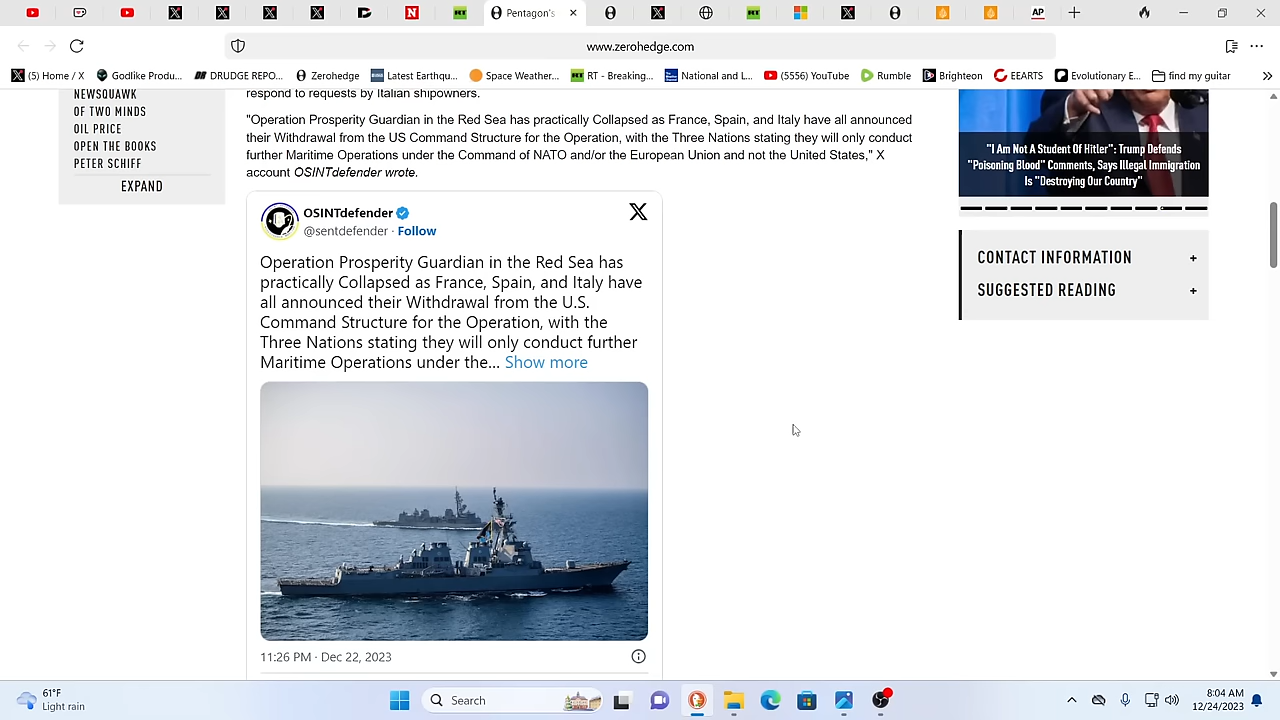 Pentagon's
AP
www.zerohedge.com
(5) Home / X
Godlike Produ...
DRUDGE REPO...
Zerohedge
Latest Earthqu...
Space Weather...
RT - Breaking...
National and L...
(5556) YouTube
Rumble
Brighteon
EEARTS
Evolutionary E...
find my guitar
NEWSQUAWK
OF TWO MINDS
OIL PRICE
OPEN THE BOOKS
PETER SCHIFF
EXPAND
respond to requests by Italian shipowners.
"Operation Prosperity Guardian in the Red Sea has practically Collapsed as France, Spain, and Italy have all announced
their Withdrawal from the US Command Structure for the Operation, with the Three Nations stating they will only conduct
further Maritime Operations under the Command of NATO and/or the European Union and not the United States," X
account OSINTdefender wrote.
OSINTdefender
@sentdefender · Follow
Operation Prosperity Guardian in the Red Sea has
practically Collapsed as France, Spain, and Italy have
all announced their Withdrawal from the U.S.
Command Structure for the Operation, with the
Three Nations stating they will only conduct further
Maritime Operations under the... Show more
11:26 PM · Dec 22, 2023
"I Am Not A Student Of Hitler": Trump Defends
"Poisoning Blood" Comments, Says Illegal Immigration
Is "Destroying Our Country"
CONTACT INFORMATION +
SUGGESTED READING +
61°F
Light rain
Search
8:04 AM
12/24/2023